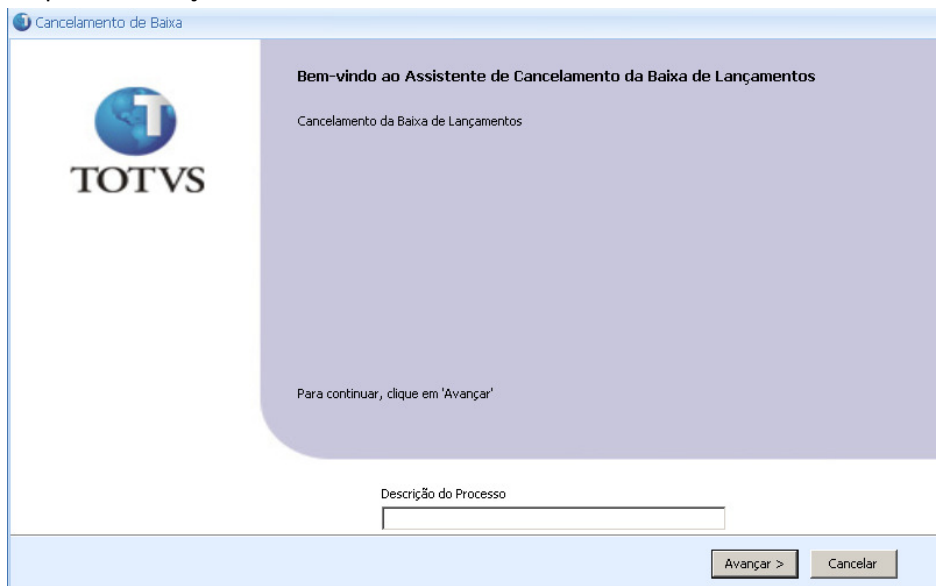 Cancelamento de Baixa
Bem-vindo ao Assistente de Cancelamento da Baixa de Lançamentos
Cancelamento da Baixa de Lançamentos
TOTVS
Para continuar, clique em 'Avançar'
Descrição do Processo
Avançar >
Cancelar